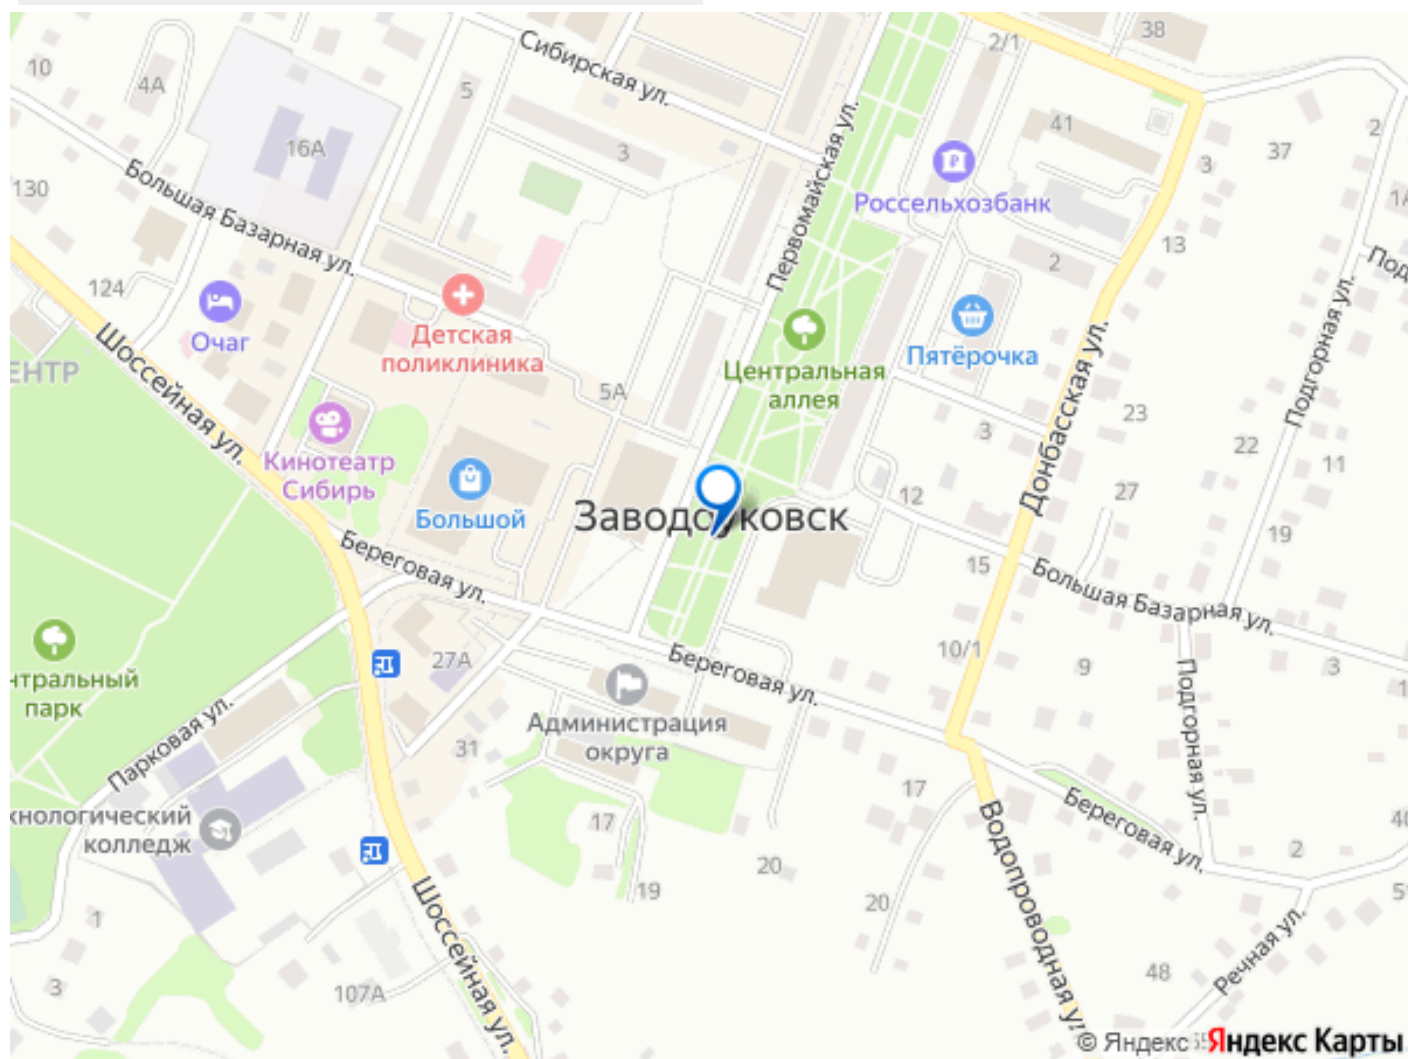 38
2/1
Сибирская ул.
10
4А
5
41
2
16А
3
3
37
Россельхозбанк
130
Большая Базарная ул.
Первомайская ул.
13
2
124
Очаг
Детская
поликлиника
Пятёрочка
Подгорная ул.
Шоссейная ул.
Центральная
аллея
5А
Донбасская ул.
23
3
22
11
Кинотеатр
Сибирь
Большой
12
27
19
Заводоуковск
Береговая ул.
15
Большая Базарная ул.
10/1
9
3
27А
Береговая ул.
Подгорная ул.
нтральный
парк
Парковая ул.
31
Администрация
округа
17
Береговая ул.
хнологический
колледж
17
2
40
20
19
20
Водопроводная ул
1
Шоссейная ул.
Речная ул.
48
3
107А
© Яндекс Яндекс Карты